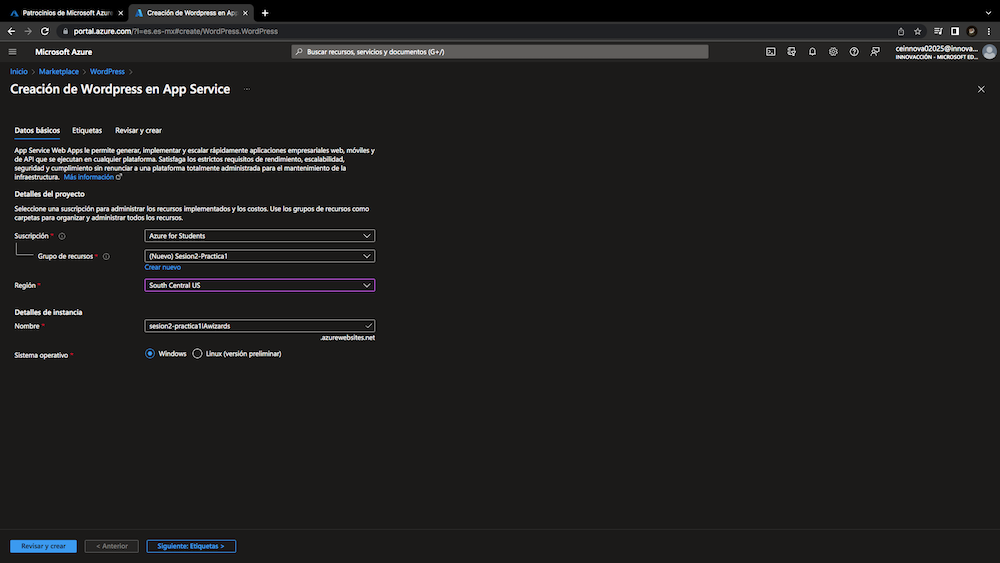 Patrocinios de Microsoft Azure
Creación de Wordpress en App
portal.azure.com/?l=es.es-mx#create/WordPress.WordPress
Microsoft Azure
Buscar recursos, servicios y documentos (G+/)
ceinnova02025@innova...
INNOVACCIÓN - MICROSOFT ED...
Inicio > Marketplace > WordPress >
Creación de Wordpress en App Service ...
Datos básicos Etiquetas Revisar y crear
App Service Web Apps le permite generar, implementar y escalar rápidamente aplicaciones empresariales web, móviles y
de API que se ejecutan en cualquier plataforma. Satisfaga los estrictos requisitos de rendimiento, escalabilidad,
seguridad y cumplimiento sin renunciar a una plataforma totalmente administrada para el mantenimiento de la
infraestructura. Más información
Detalles del proyecto
Seleccione una suscripción para administrar los recursos implementados y los costos. Use los grupos de recursos como
carpetas para organizar y administrar todos los recursos.
Suscripción * Azure for Students
Grupo de recursos * (Nuevo) Sesion2-Practica1
Crear nuevo
Región * South Central US
Detalles de instancia
Nombre * sesion2-practica1IAwizards
.azurewebsites.net
Sistema operativo * Windows Linux (versión preliminar)
Revisar y crear < Anterior Siguiente: Etiquetas >